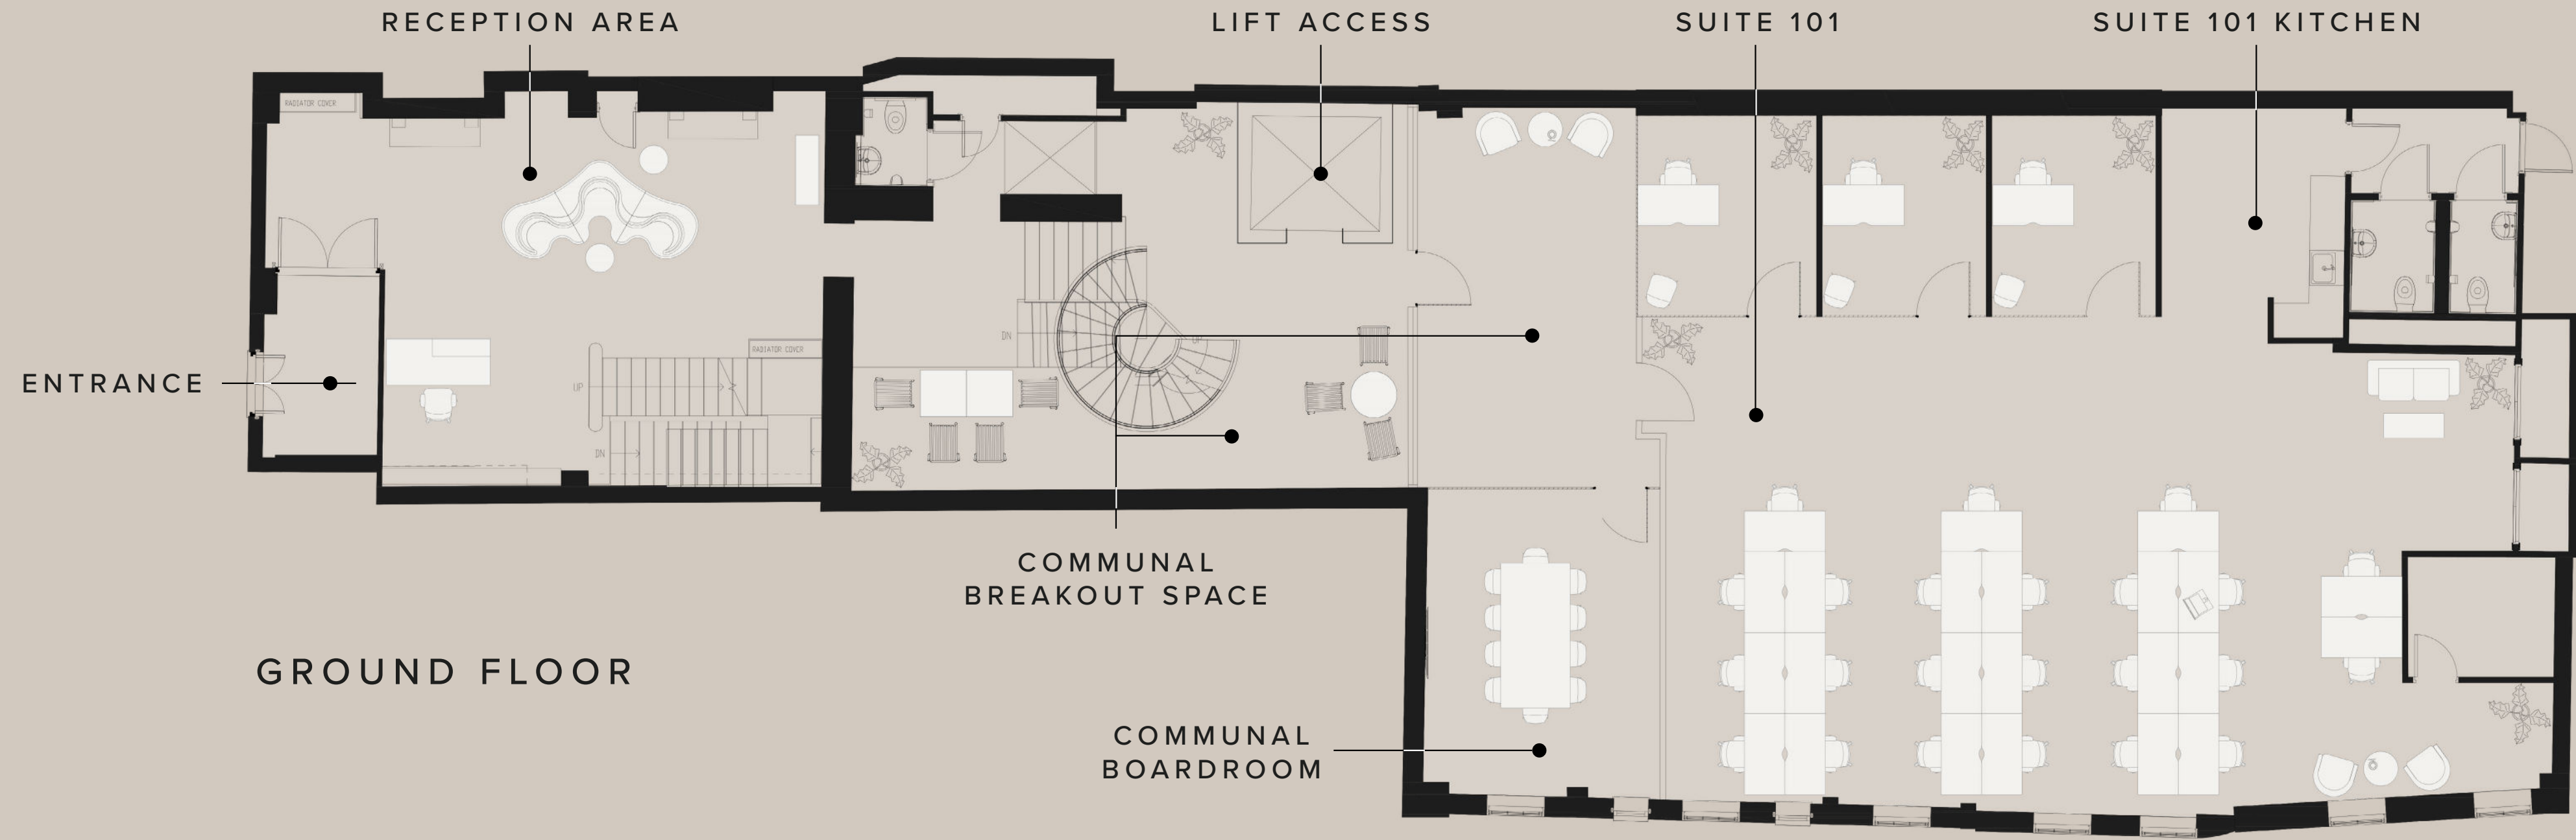 RECEPTION AREA
LIFT ACCESS
SUITE 101
SUITE 101 KITCHEN
RADIATOR COVER
DN
UP
RADIATOR COVER
ENTRANCE
UP
DN
COMMUNAL
BREAKOUT SPACE
GROUND FLOOR
COMMUNAL
BOARDROOM